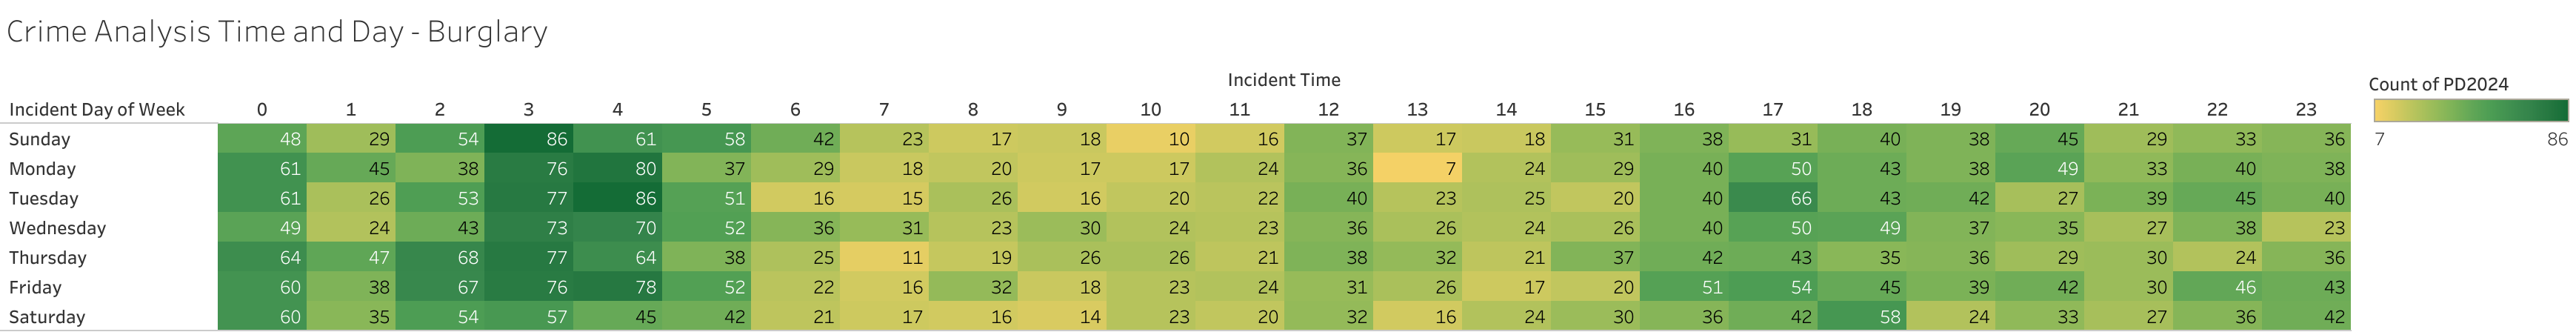 Crime Analysis Time and Day - Burglary
Incident Time
Count of PD2024
Incident Day of Week 0 1 2 3 4 5 6 7 8 9 10 11 12 13 14 15 16 17 18 19 20 21 22 23
7 86
Sunday 48 29 54 86 61 58 42 23 17 18 10 16 37 17 18 31 38 31 40 38 45 29 33 36
Monday 61 45 38 76 80 37 29 18 20 17 17 24 36 7 24 29 40 50 43 38 49 33 40 38
Tuesday 61 26 53 77 86 51 16 15 26 16 20 22 40 23 25 20 40 66 43 42 27 39 45 40
Wednesday 49 24 43 73 70 52 36 31 23 30 24 23 36 26 24 26 40 50 49 37 35 27 38 23
Thursday 64 47 68 77 64 38 25 11 19 26 26 21 38 32 21 37 42 43 35 36 29 30 24 36
Friday 60 38 67 76 78 52 22 16 32 18 23 24 31 26 17 20 51 54 45 39 42 30 46 43
Saturday 60 35 54 57 45 42 21 17 16 14 23 20 32 16 24 30 36 42 58 24 33 27 36 42